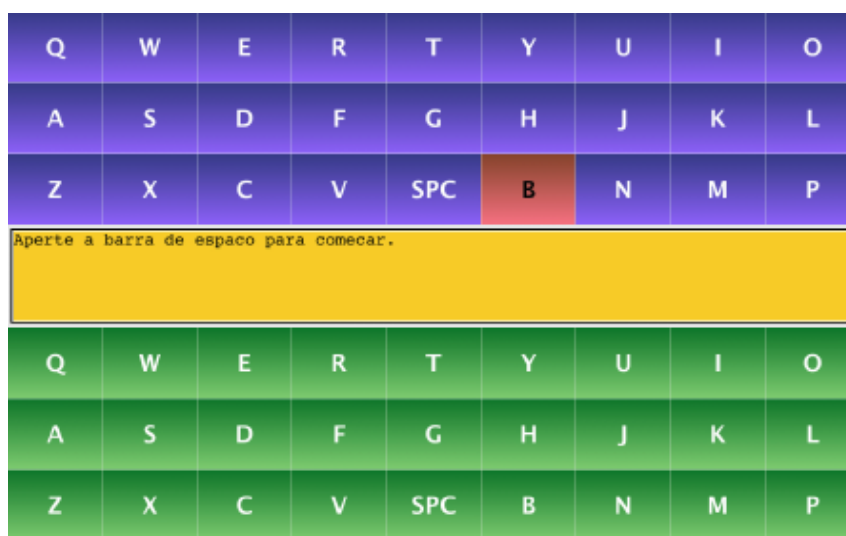 Q W E R T Y U I O
A S D F G H J K L
Z X C V SPC B N M P
Aperte a barra de espaco para comecar.
Q W E R T Y U I O
A S D F G H J K L
Z X C V SPC B N M P